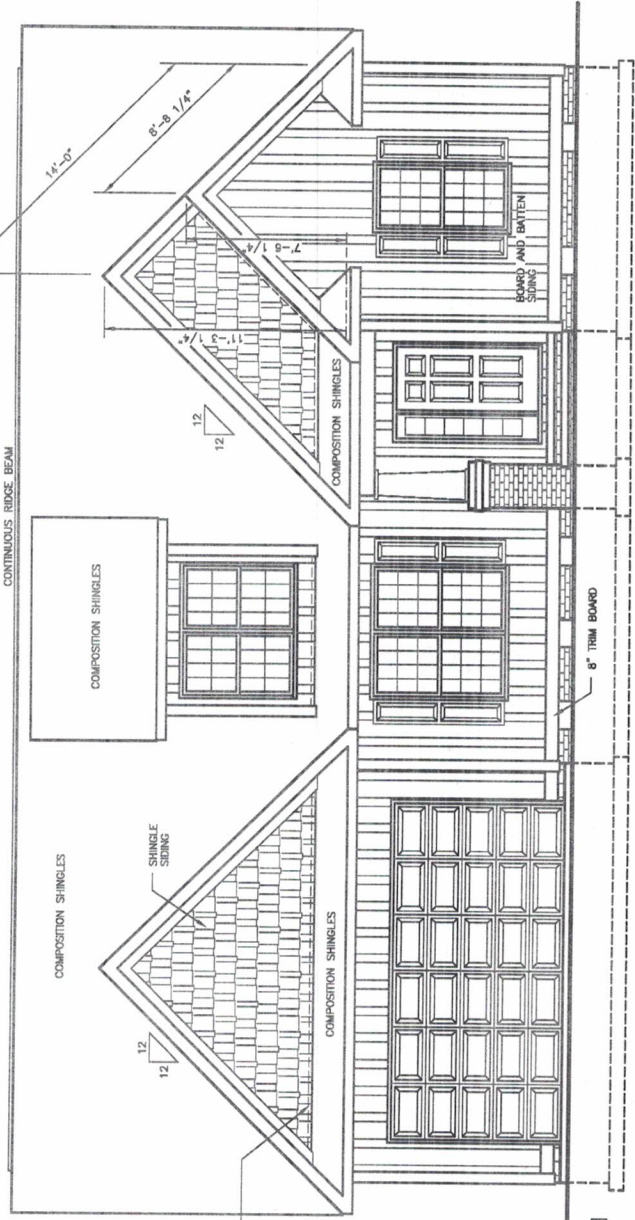 CONTINUOUS RIDGE BEAM
14'-0"
8'-8 1/4"
COMPOSITION SHINGLES
COMPOSITION SHINGLES
SHINGLE
SIDING
12
12
12
12
11'-3 1/4"
7'-6 1/4"
COMPOSITION SHINGLES
COMPOSITION SHINGLES
BOARD AND BATTEN
SIDING
8" TRIM BOARD